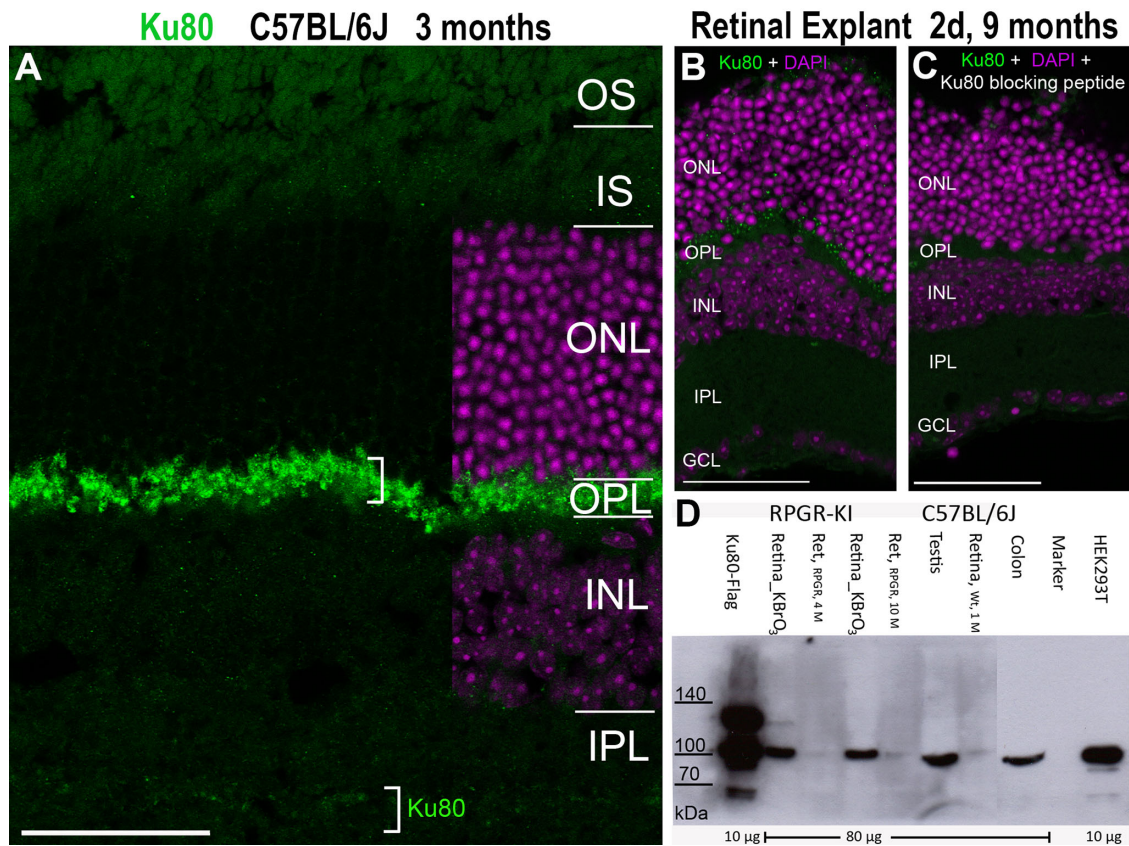 Ku80 C57BL/6J 3 months
Retinal Explant 2d, 9 months
A
OS
IS
ONL
OPL
INL
IPL
Ku80
B
Ku80 + DAPI
ONL
OPL
INL
IPL
GCL
C
Ku80 + DAPI +
Ku80 blocking peptide
ONL
OPL
INL
IPL
GCL
D
RPGR-KI C57BL/6J
Ku80-Flag
Retina_KBrO3
Ret, RPGR, 4 M
Retina_KBrO3
Ret, RPGR, 10 M
Testis
Retina, Wt, 1 M
Colon
Marker
HEK293T
140
100
70
kDa
10 µg 80 µg 10 µg